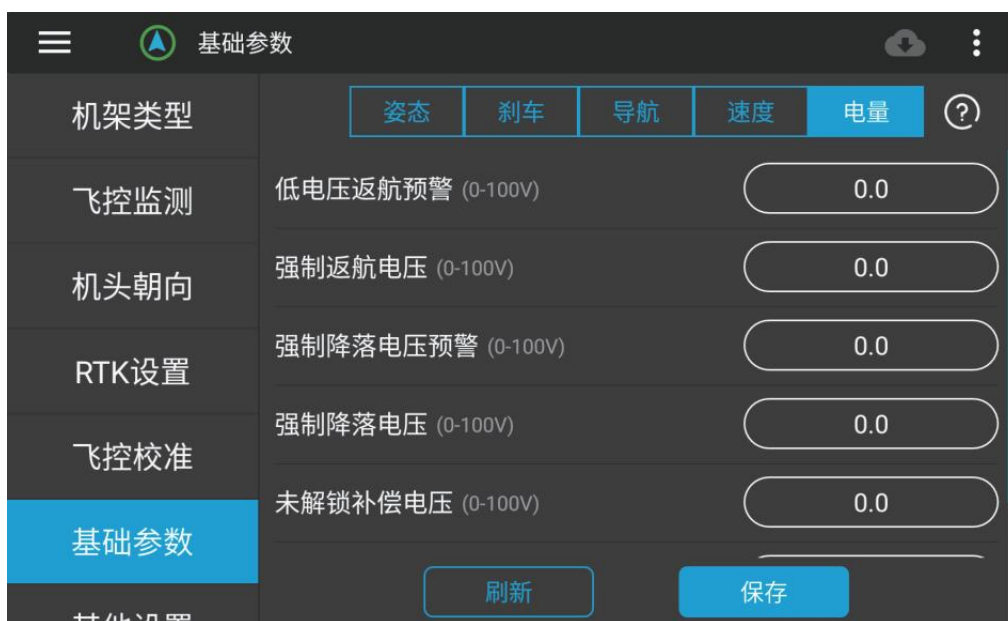 基础参数
机架类型
飞控监测
机头朝向
RTK设置
飞控校准
基础参数
姿态 刹车 导航 速度 电量 ?
低电压返航预警 (0-100V) 0.0
强制返航电压 (0-100V) 0.0
强制降落电压预警 (0-100V) 0.0
强制降落电压 (0-100V) 0.0
未解锁补偿电压 (0-100V) 0.0
刷新 保存